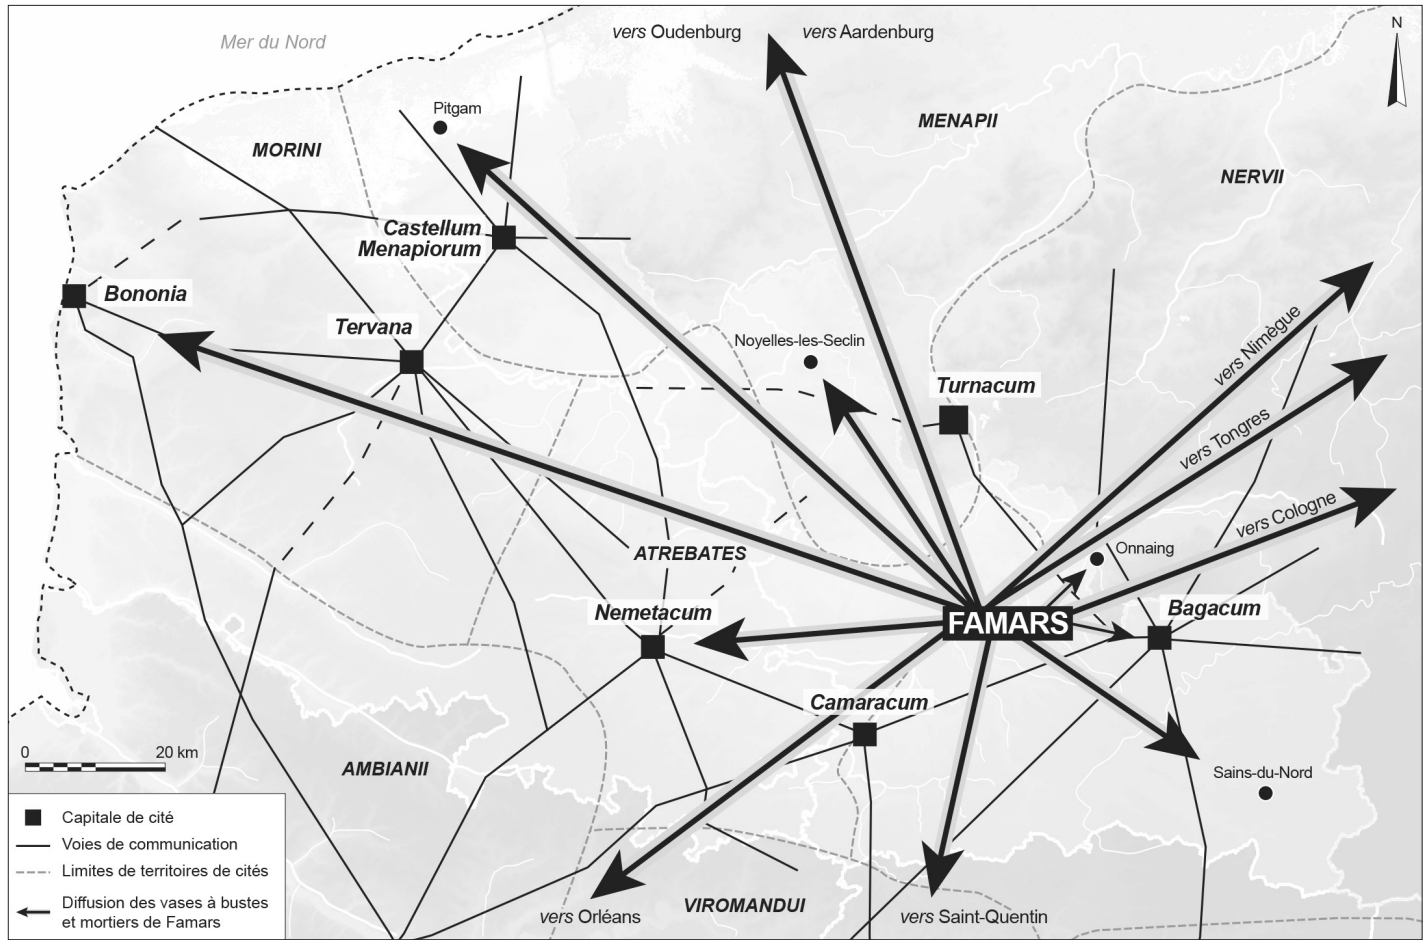 Mer du Nord
vers Oudenburg
vers Aardenburg
N
Pitgam
MENAPII
MORINI
NERVII
Castellum
Menapiorum
Bononia
Tervana
Noyelles-les-Seclin
vers Nimègue
Turnacum
vers Tongres
vers Cologne
ATREBATES
Onnaing
Nemetacum
FAMARS
Bagacum
Camaracum
0 20 km
AMBIANII
Sains-du-Nord
Capitale de cité
Voies de communication
Limites de territoires de cités
Diffusion des vases à bustes
et mortiers de Famars
vers Orléans
VIROMANDUI
vers Saint-Quentin